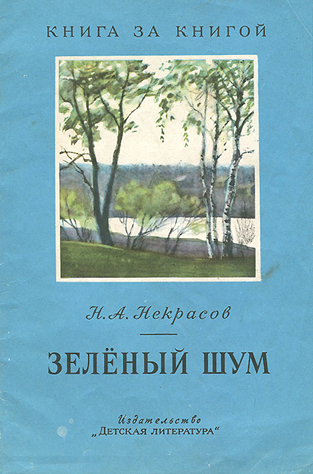 КНИГА ЗА КНИГОЙ
Н. А. Некрасов
ЗЕЛЁНЫЙ ШУМ
Издательство
„ДЕТСКАЯ ЛИТЕРАТУРА"